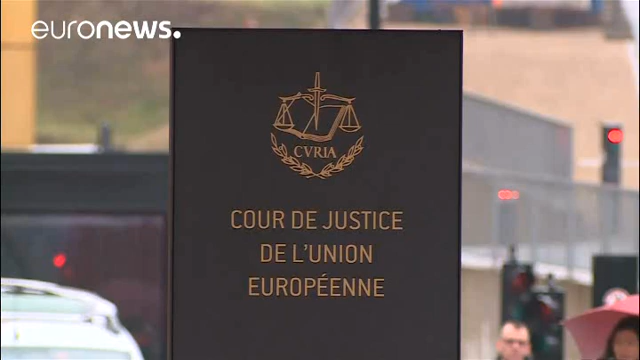 euronews.
CVRIA
COUR DE JUSTICE
DE L'UNION
EUROPÉENNE